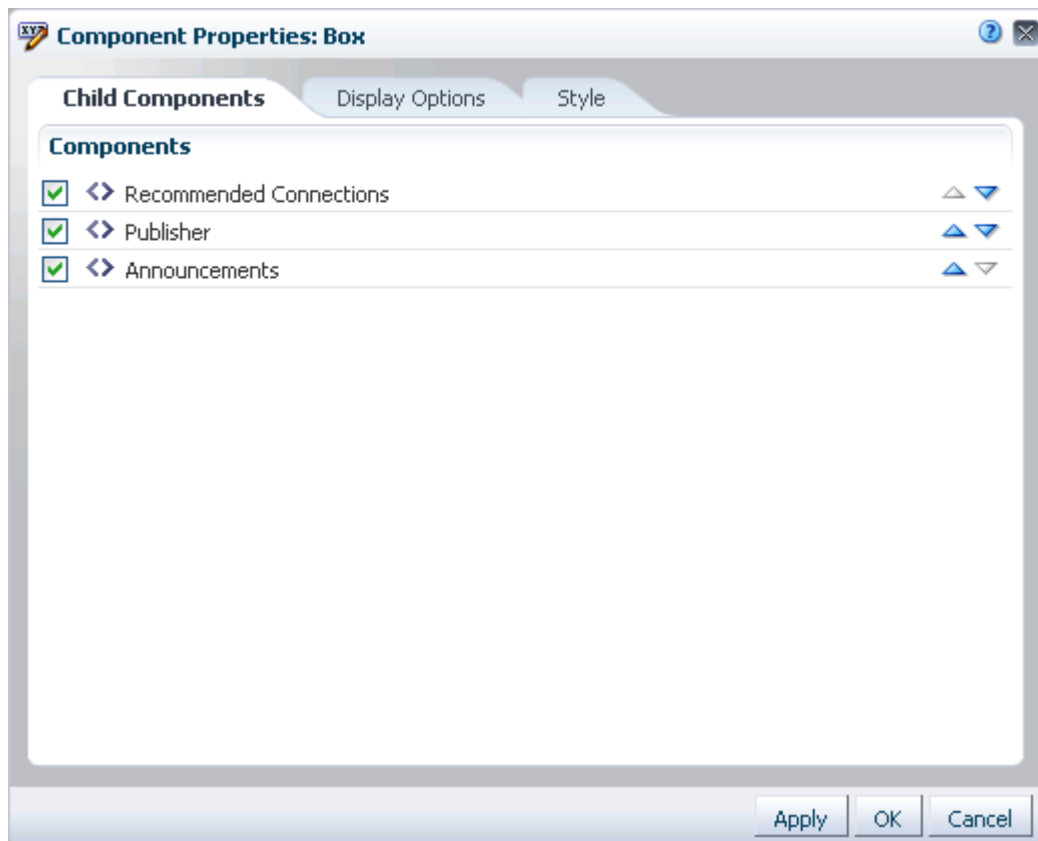 Component Properties: Box
Child Components Display Options Style
Components
Recommended Connections
Publisher
Announcements
Apply OK Cancel